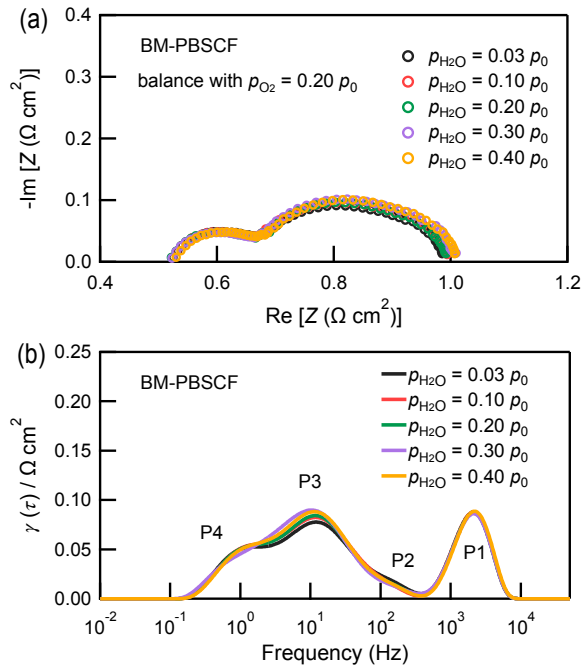 (a)
BM-PBSCF
balance with pO2 = 0.20 p0
pH2O = 0.03 p0
pH2O = 0.10 p0
pH2O = 0.20 p0
pH2O = 0.30 p0
pH2O = 0.40 p0
0.4
0.3
0.2
0.1
0.0
-Im [Z (Ω cm²)]
0.4 0.6 0.8 1.0 1.2
Re [Z (Ω cm²)]
(b)
BM-PBSCF
pH2O = 0.03 p0
pH2O = 0.10 p0
pH2O = 0.20 p0
pH2O = 0.30 p0
pH2O = 0.40 p0
0.25
0.20
0.15
0.10
0.05
0.00
γ (τ) / Ω cm²
P4
P3
P2
P1
10⁻² 10⁻¹ 10⁰ 10¹ 10² 10³ 10⁴
Frequency (Hz)